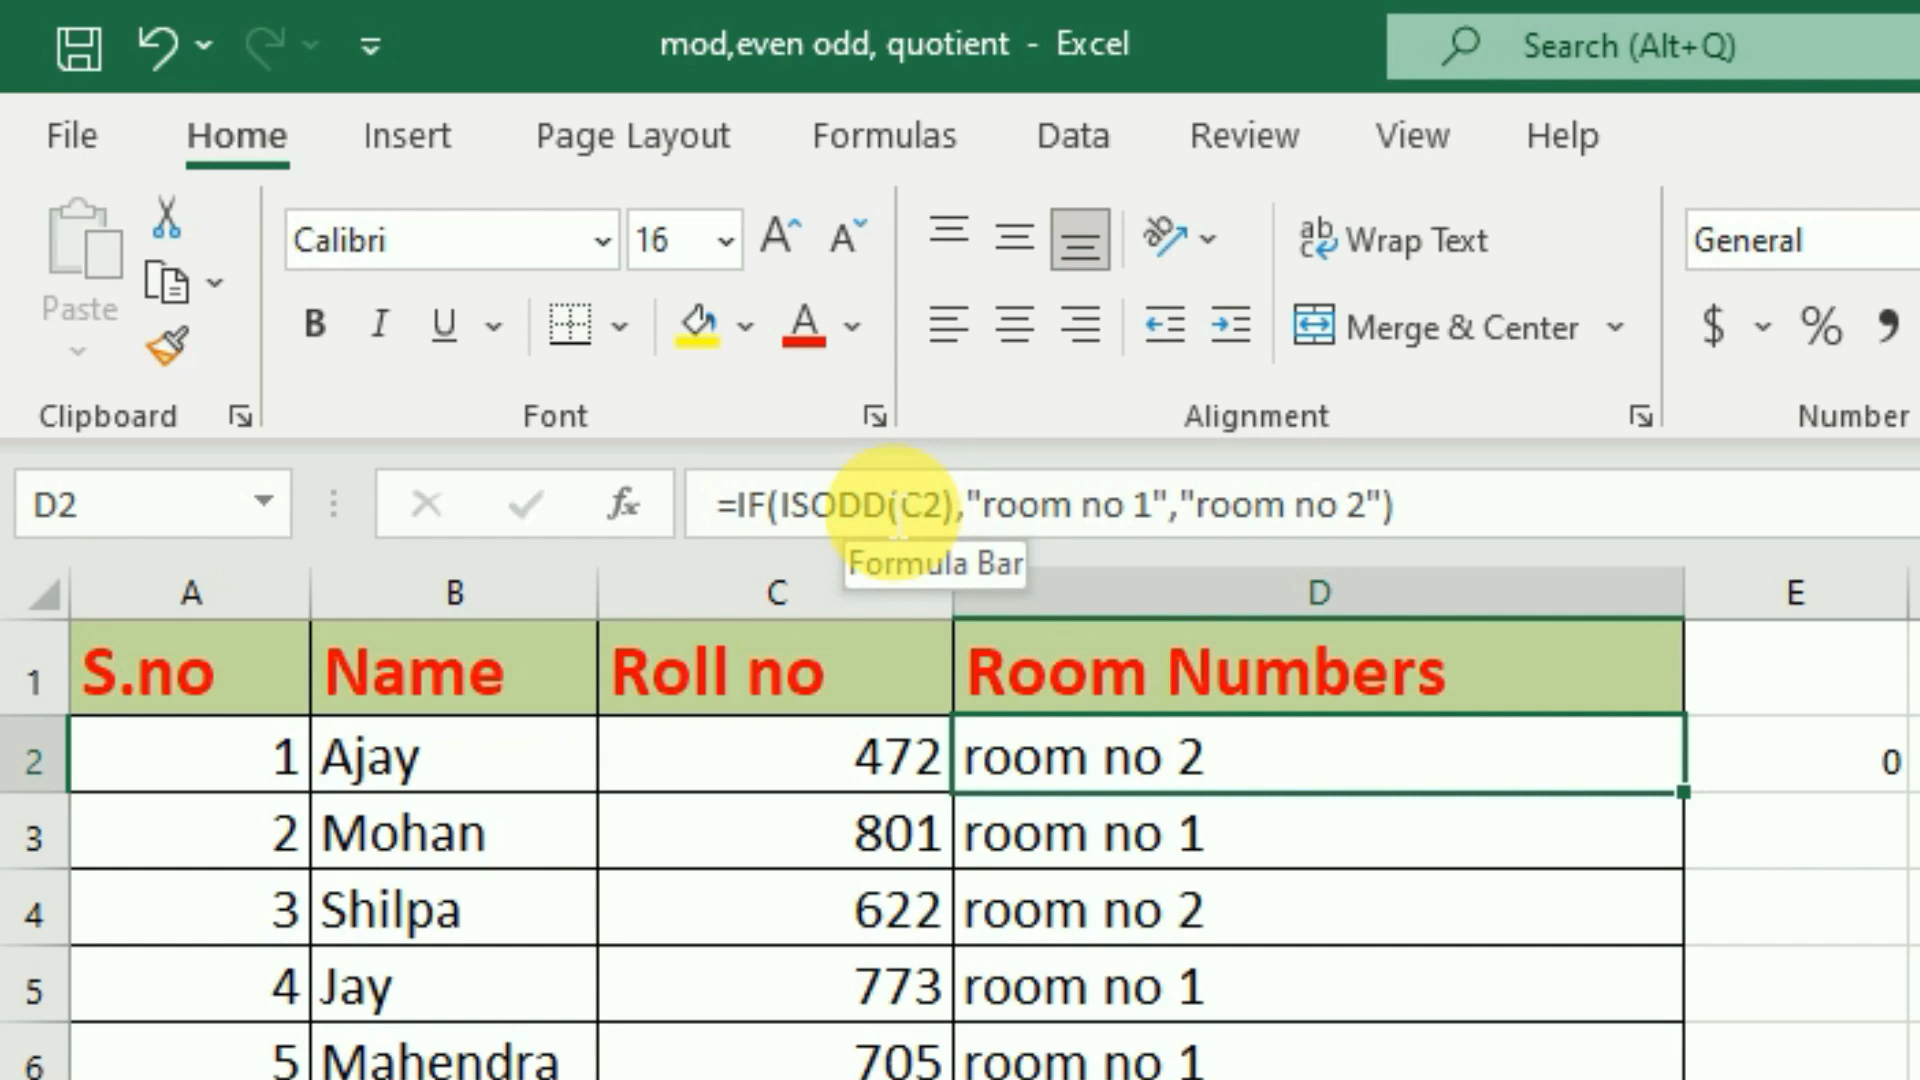 mod,even odd, quotient - Excel
Search (Alt+Q)
File Home Insert Page Layout Formulas Data Review View Help
Calibri 16 Wrap Text General
Paste
B I U A Merge & Center $ % ,
Clipboard Font Alignment Number
D2 fx =IF(ISODD(C2),"room no 1","room no 2")
Formula Bar
A B C D E
1 S.no Name Roll no Room Numbers
2 1 Ajay 472 room no 2 0
3 2 Mohan 801 room no 1
4 3 Shilpa 622 room no 2
5 4 Jay 773 room no 1
6 5 Mahendra 705 room no 1